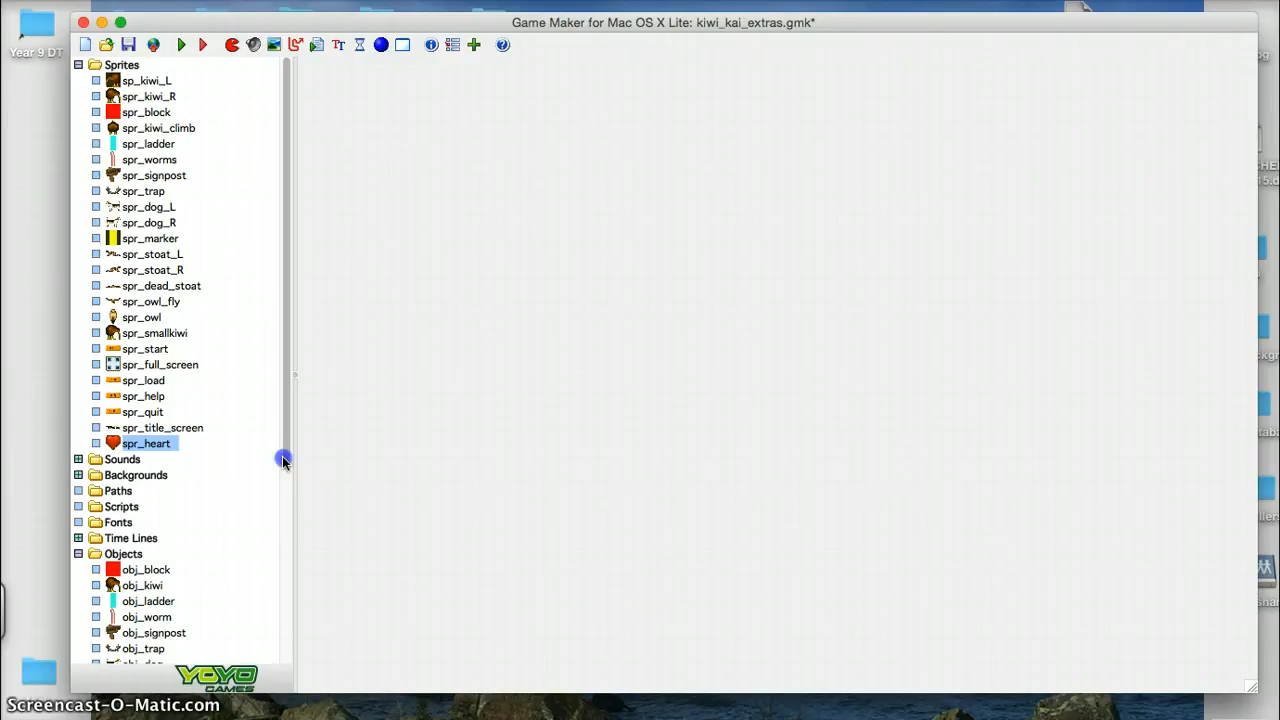 Game Maker for Mac OS X Lite: kiwi_kai_extras.gmk*
Year 9 DT
Sprites
sp_kiwi_L
spr_kiwi_R
spr_block
spr_kiwi_climb
spr_ladder
spr_worms
spr_signpost
spr_trap
spr_dog_L
spr_dog_R
spr_marker
spr_stoat_L
spr_stoat_R
spr_dead_stoat
spr_owl_fly
spr_owl
spr_smallkiwi
spr_start
spr_full_screen
spr_load
spr_help
spr_quit
spr_title_screen
spr_heart
Sounds
Backgrounds
Paths
Scripts
Fonts
Time Lines
Objects
obj_block
obj_kiwi
obj_ladder
obj_worm
obj_signpost
obj_trap
YOYO
GAMES
Screencast-O-Matic.com